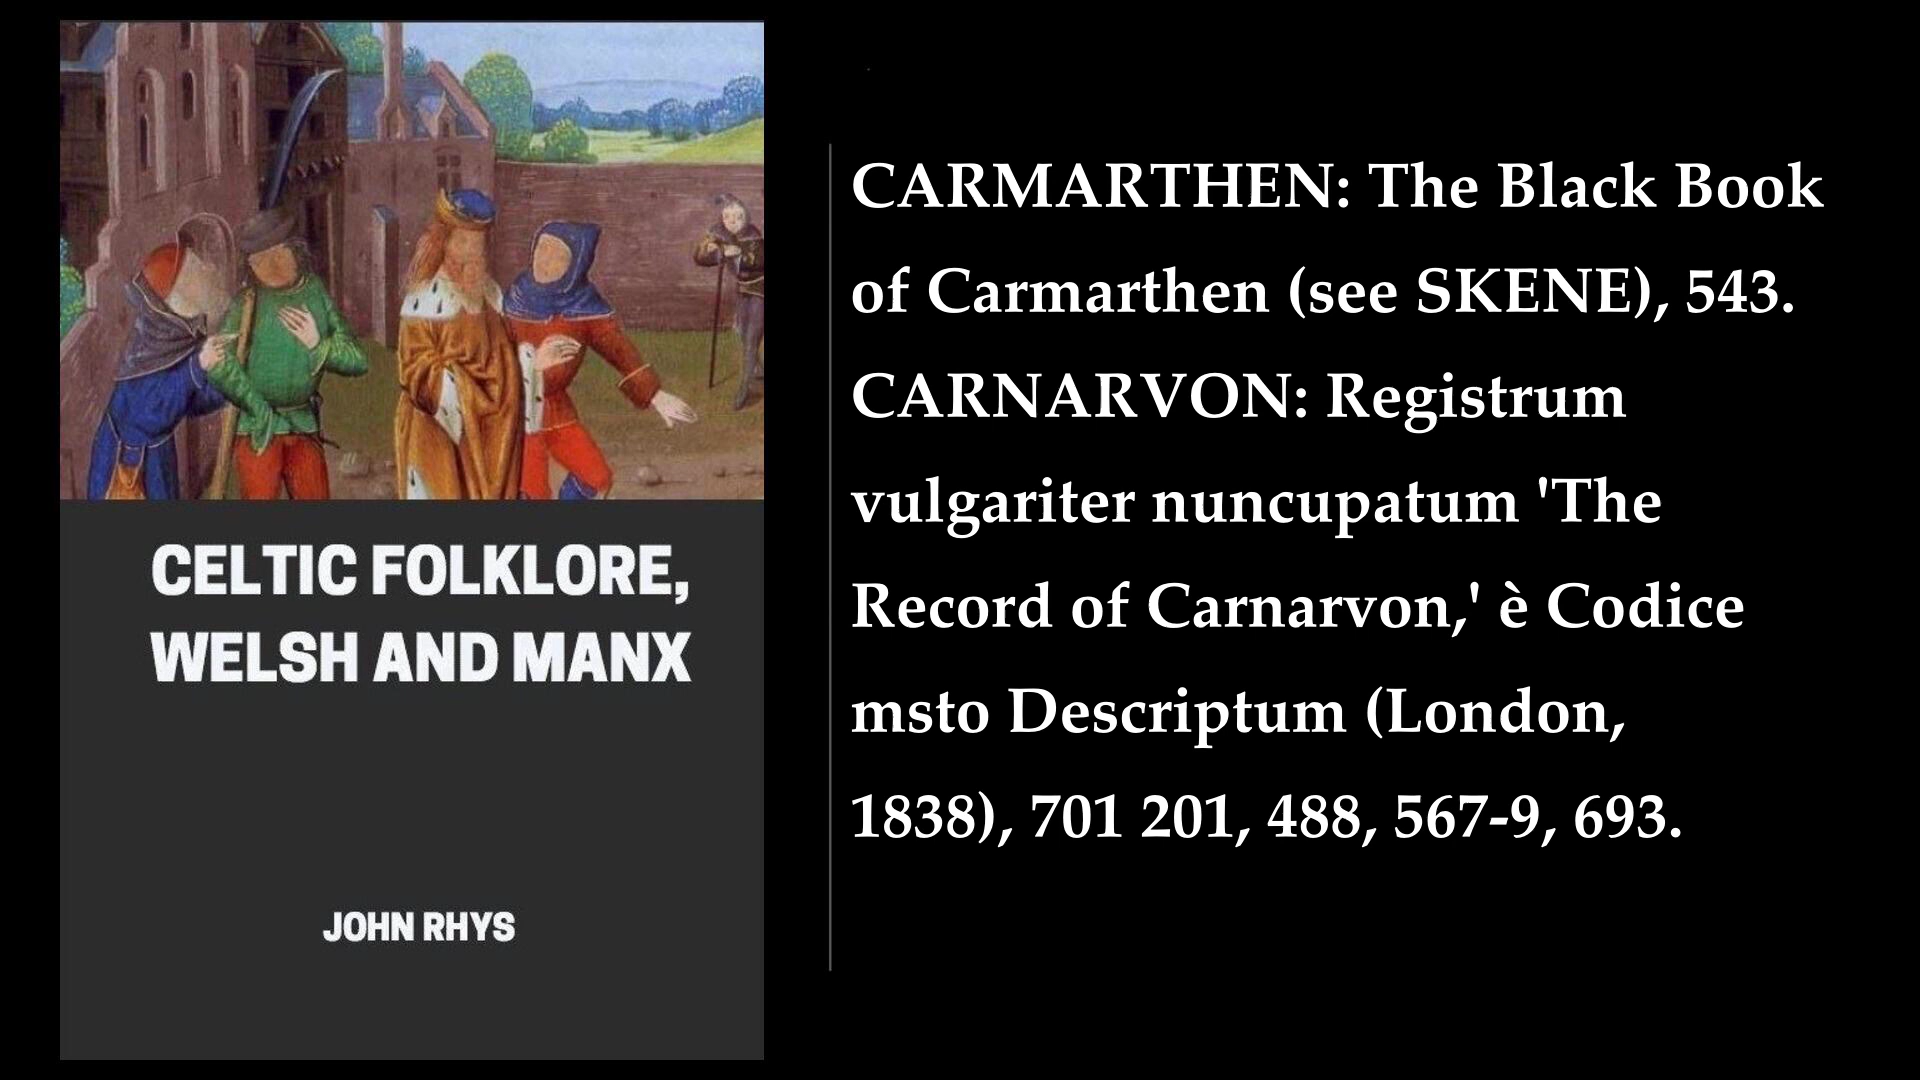 CELTIC FOLKLORE,
WELSH AND MANX
JOHN RHYS
CARMARTHEN: The Black Book
of Carmarthen (see SKENE), 543.
CARNARVON: Registrum
vulgariter nuncupatum 'The
Record of Carnarvon,' è Codice
msto Descriptum (London,
1838), 701 201, 488, 567-9, 693.